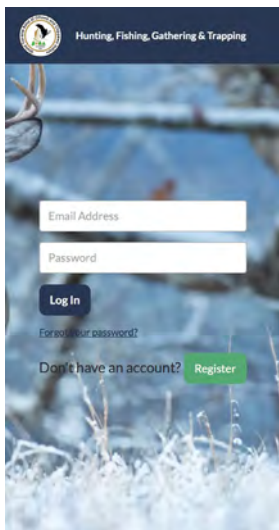 Hunting, Fishing, Gathering & Trapping
Email Address
Password
Log In
Forgot your password?
Don't have an account? Register